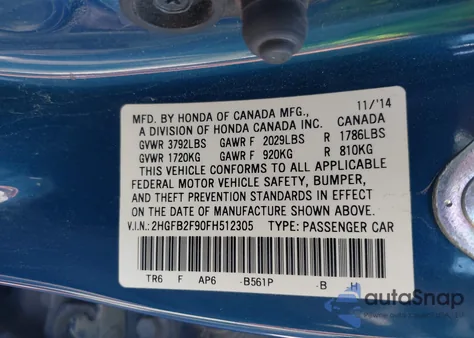 MFD. BY HONDA OF CANADA MFG., 11/'14
A DIVISION OF HONDA CANADA INC. CANADA
GVWR 3792LBS GAWR F 2029LBS R 1786LBS
GVWR 1720KG GAWR F 920KG R 810KG
THIS VEHICLE CONFORMS TO ALL APPLICABLE
FEDERAL MOTOR VEHICLE SAFETY, BUMPER,
AND THEFT PREVENTION STANDARDS IN EFFECT
ON THE DATE OF MANUFACTURE SHOWN ABOVE.
V.I.N.:2HGFB2F90FH512305 TYPE: PASSENGER CAR
TR6 F AP6 -B561P -B H
autoSnap